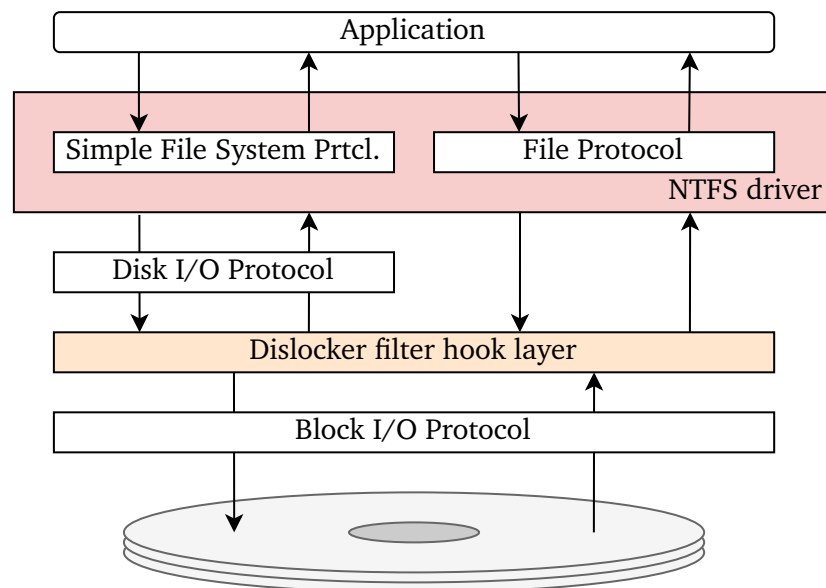 Application
Simple File System Prtcl.
File Protocol
NTFS driver
Disk I/O Protocol
Dislocker filter hook layer
Block I/O Protocol